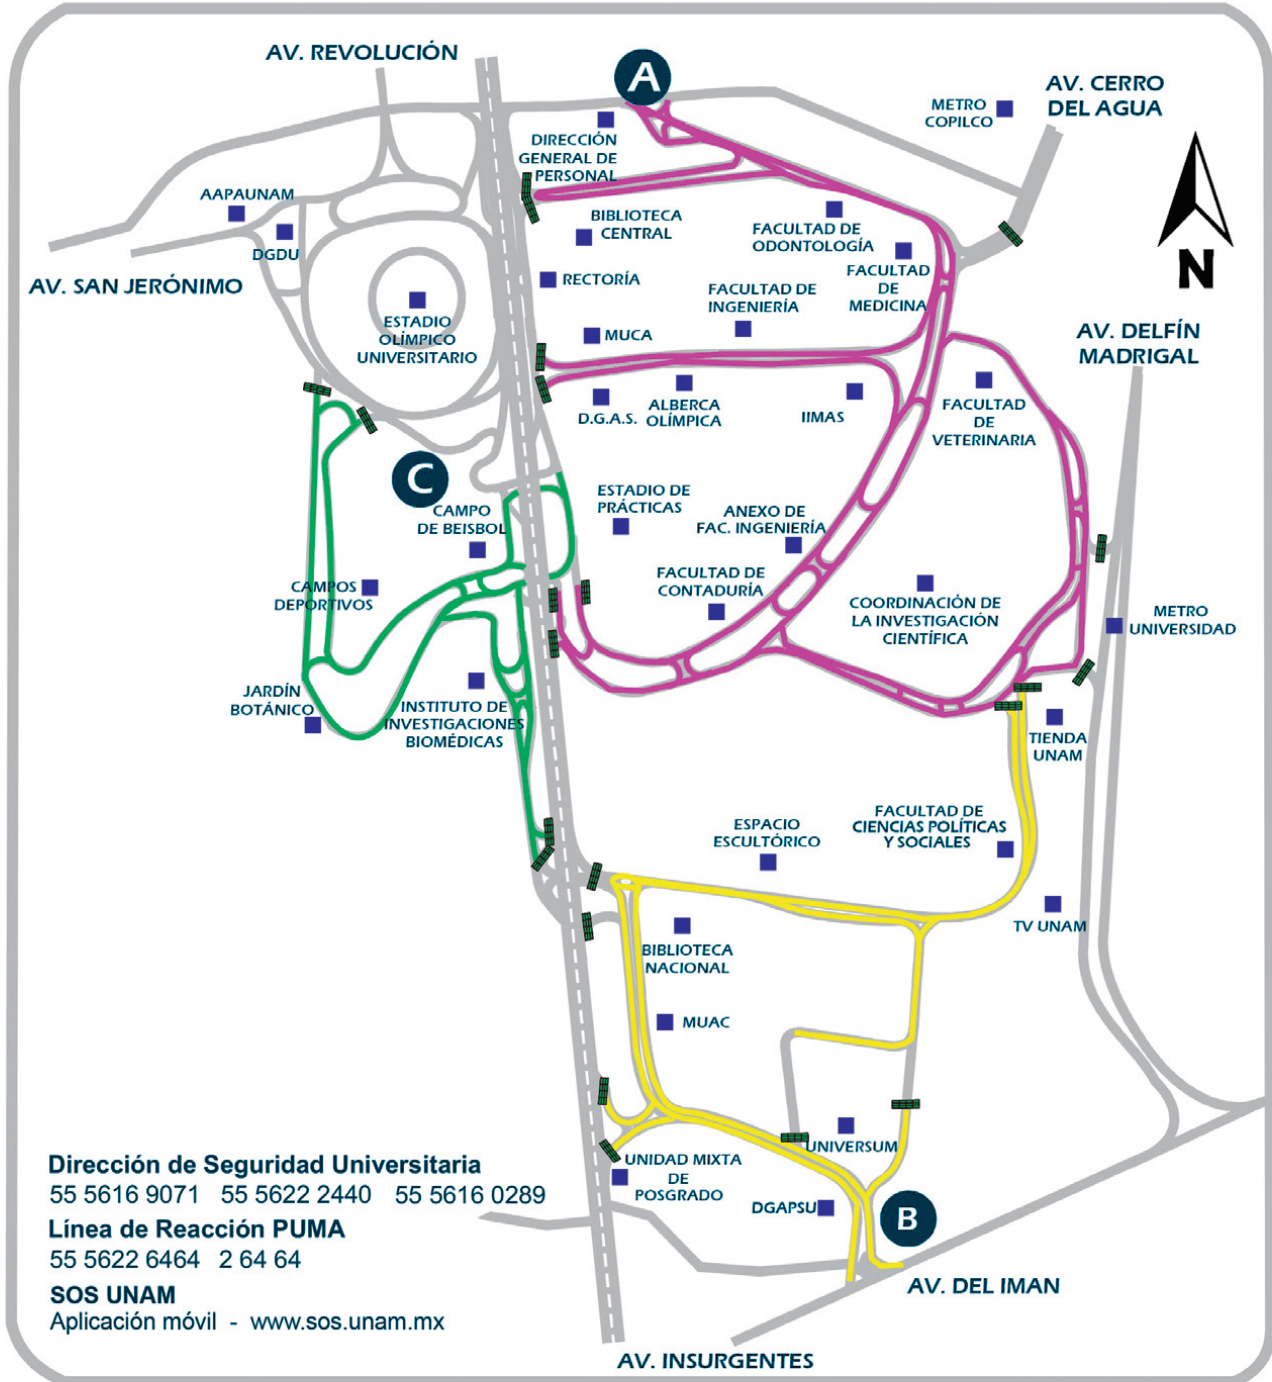 AV. REVOLUCIÓN
A
AV. CERRO
DEL AGUA
METRO
COPILCO
DIRECCIÓN
GENERAL DE
PERSONAL
AAPAUNAM
DGDU
AV. SAN JERÓNIMO
BIBLIOTECA
CENTRAL
FACULTAD DE
ODONTOLOGÍA
FACULTAD
DE
MEDICINA
N
RECTORÍA
FACULTAD DE
INGENIERÍA
ESTADIO
OLÍMPICO
UNIVERSITARIO
MUCA
AV. DELFÍN
MADRIGAL
D.G.A.S.
ALBERCA
OLÍMPICA
IIMAS
FACULTAD
DE
VETERINARIA
C
CAMPO
DE BEISBOL
ESTADIO DE
PRÁCTICAS
ANEXO DE
FAC. INGENIERÍA
CAMPOS
DEPORTIVOS
FACULTAD DE
CONTADURÍA
COORDINACIÓN DE
LA INVESTIGACIÓN
CIENTÍFICA
METRO
UNIVERSIDAD
JARDÍN
BOTÁNICO
INSTITUTO DE
INVESTIGACIONES
BIOMÉDICAS
TIENDA
UNAM
ESPACIO
ESCULTÓRICO
FACULTAD DE
CIENCIAS POLÍTICAS
Y SOCIALES
TV UNAM
BIBLIOTECA
NACIONAL
MUAC
UNIVERSUM
UNIDAD MIXTA
DE
POSGRADO
DGAPSU
B
AV. DEL IMAN
AV. INSURGENTES
Dirección de Seguridad Universitaria
55 5616 9071 55 5622 2440 55 5616 0289
Línea de Reacción PUMA
55 5622 6464 2 64 64
SOS UNAM
Aplicación móvil - www.sos.unam.mx